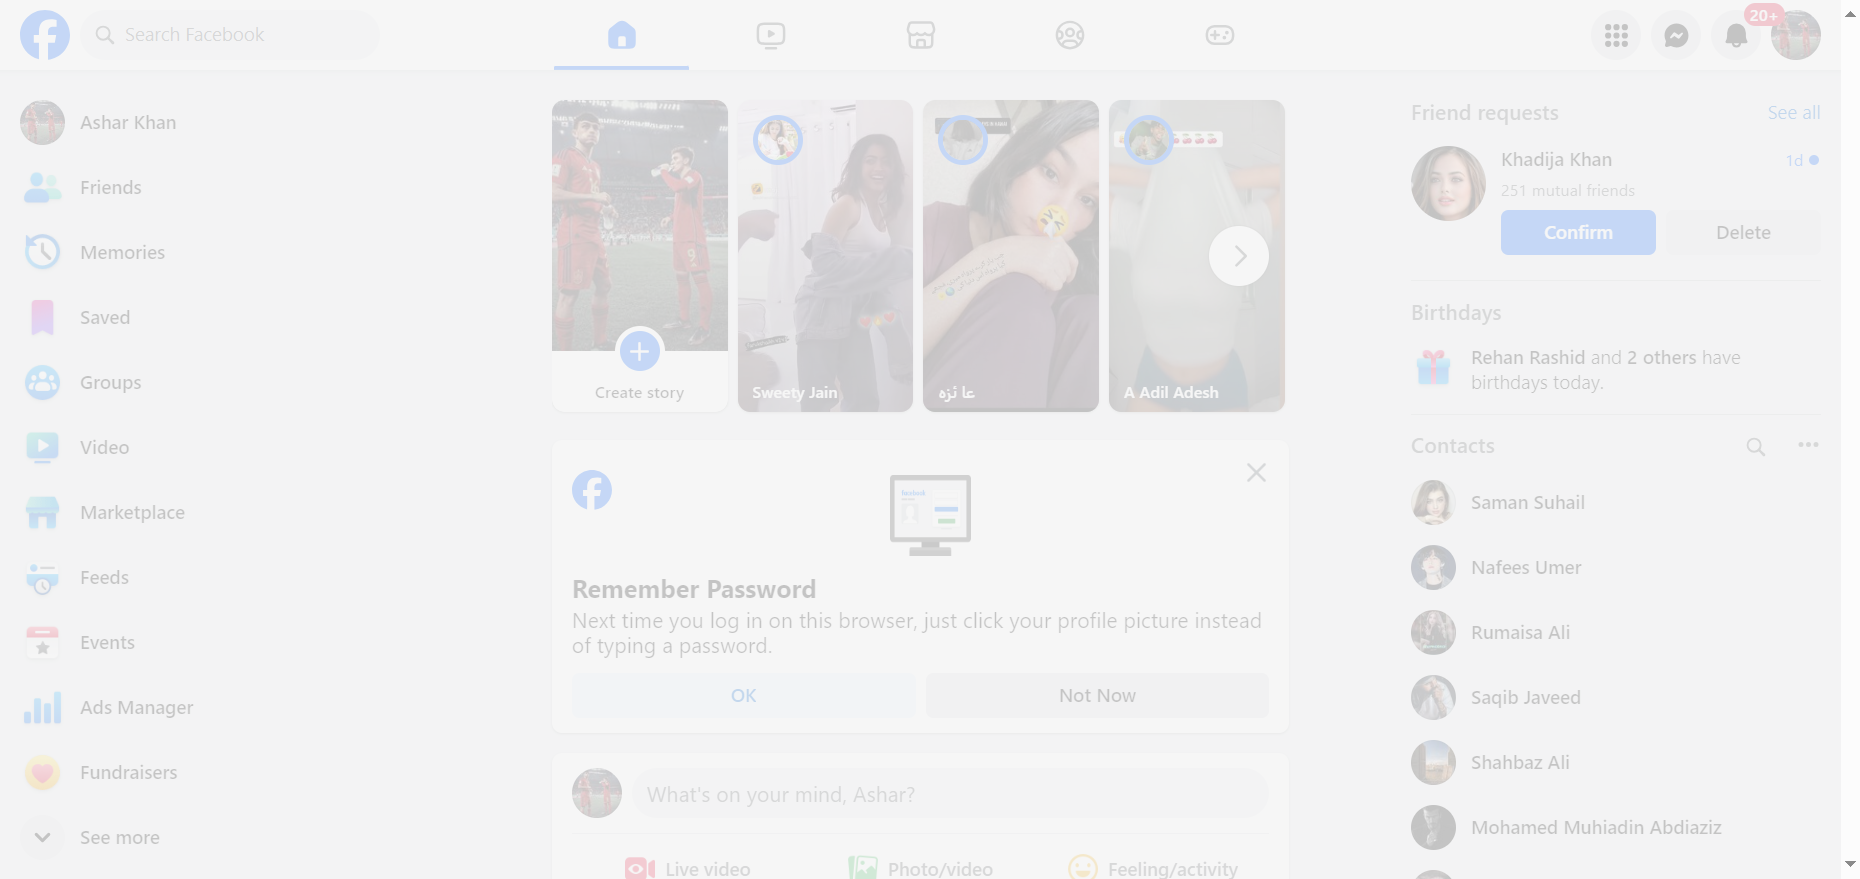 Search Facebook
20+
Ashar Khan
Friends
Memories
Saved
Groups
Video
Marketplace
Feeds
Events
Ads Manager
Fundraisers
See more
Create story
Sweety Jain
عا ئزہ
A Adil Adesh
Remember Password
Next time you log in on this browser, just click your profile picture instead
of typing a password.
OK
Not Now
What's on your mind, Ashar?
Live video
Photo/video
Feeling/activity
Friend requests
See all
Khadija Khan
1d
251 mutual friends
Confirm
Delete
Birthdays
Rehan Rashid and 2 others have
birthdays today.
Contacts
Saman Suhail
Nafees Umer
Rumaisa Ali
Saqib Javeed
Shahbaz Ali
Mohamed Muhiadin Abdiaziz